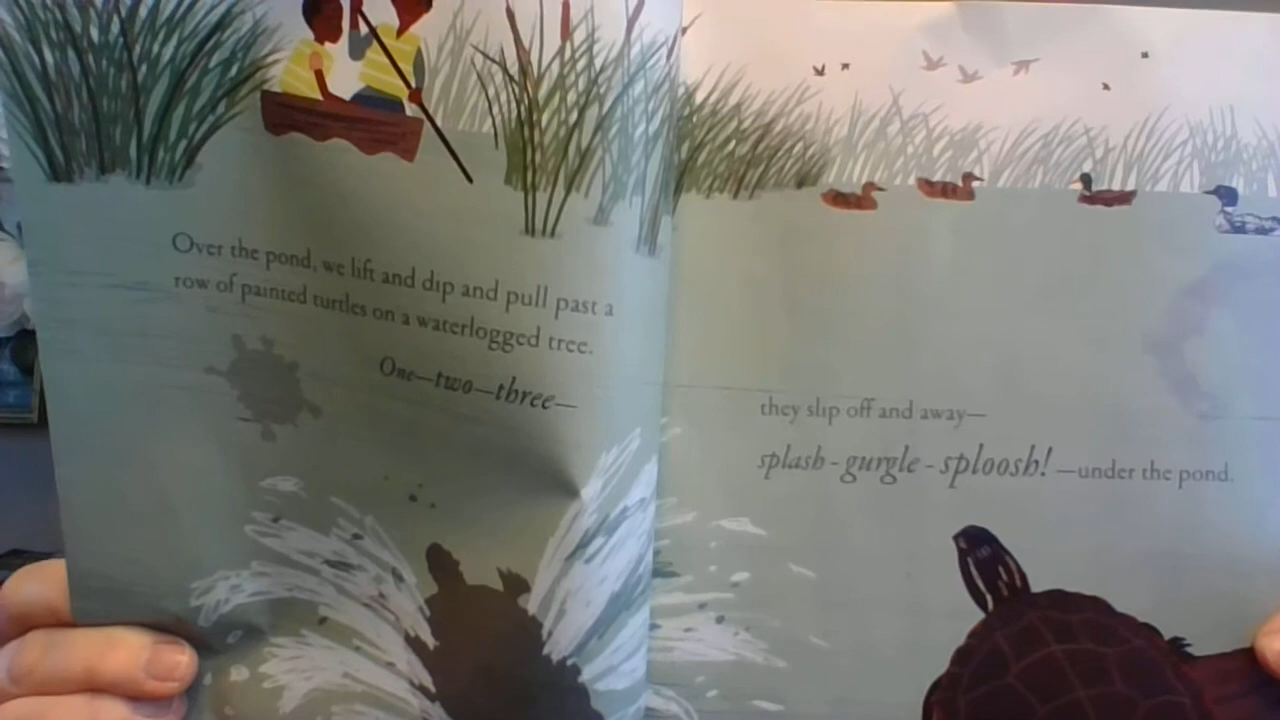 Over the pond, we lift and dip and pull past a
row of painted turtles on a waterlogged tree.
One—two—three—
they slip off and away—
splash - gurgle - sploosh! —under the pond.